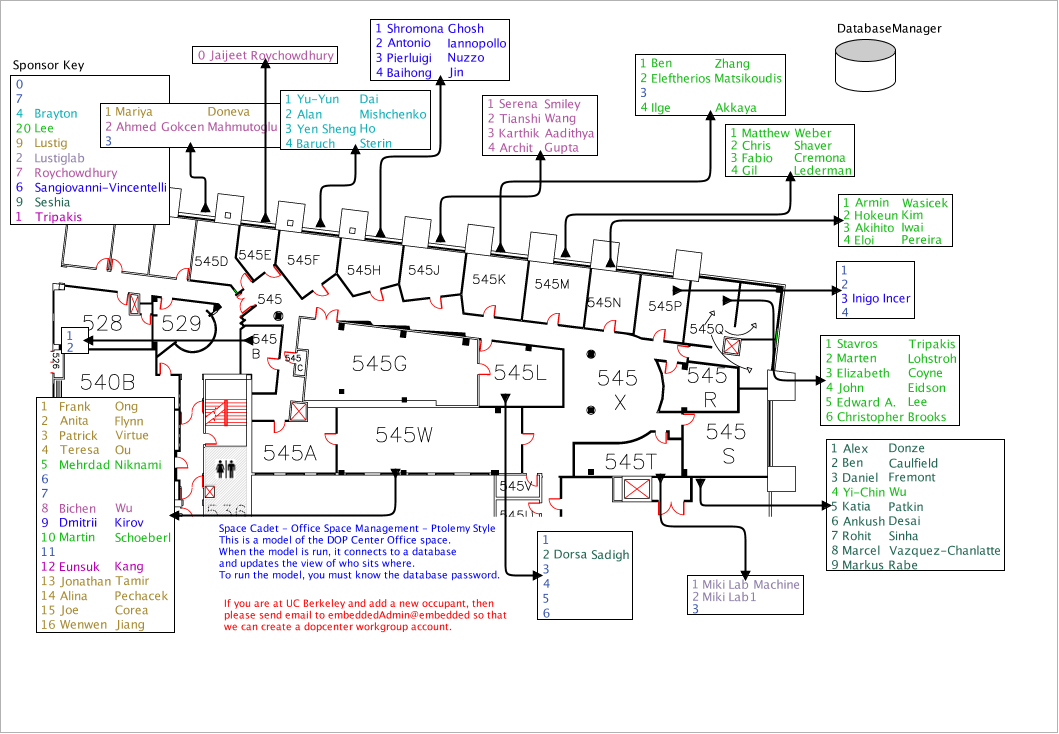 DatabaseManager
Sponsor Key
0
7
4 Brayton
20 Lee
9 Lustig
2 Lustiglab
7 Roychowdhury
6 Sangiovanni-Vincentelli
9 Seshia
1 Tripakis
1 Mariya Doneva
2 Ahmed Gokcen Mahmutoglu
3
0 Jaijeet Roychowdhury
1 Yu-Yun Dai
2 Alan Mishchenko
3 Yen Sheng Ho
4 Baruch Sterin
1 Shromona Ghosh
2 Antonio Iannopollo
3 Pierluigi Nuzzo
4 Baihong Jin
1 Serena Smiley
2 Tianshi Wang
3 Karthik Aadithya
4 Archit Gupta
1 Ben Zhang
2 Eleftherios Matsikoudis
3
4 Ilge Akkaya
1 Matthew Weber
2 Chris Shaver
3 Fabio Cremona
4 Gil Lederman
1 Armin Wasicek
2 Hokeun Kim
3 Akihito Iwai
4 Eloi Pereira
1
2
3 Inigo Incer
4
1 Stavros Tripakis
2 Marten Lohstroh
3 Elizabeth Coyne
4 John Eidson
5 Edward A. Lee
6 Christopher Brooks
1 Alex Donze
2 Ben Caulfield
3 Daniel Fremont
4 Yi-Chin Wu
5 Katia Patkin
6 Ankush Desai
7 Rohit Sinha
8 Marcel Vazquez-Chanlatte
9 Markus Rabe
1 Miki Lab Machine
2 Miki Lab1
3
1
2 Dorsa Sadigh
3
4
5
6
1
2
1 Frank Ong
2 Anita Flynn
3 Patrick Virtue
4 Teresa Ou
5 Mehrdad Niknami
6
7
8 Bichen Wu
9 Dmitrii Kirov
10 Martin Schoeberl
11
12 Eunsuk Kang
13 Jonathan Tamir
14 Alina Pechacek
15 Joe Corea
16 Wenwen Jiang
545D
545E
545F
545H
545J
545K
545M
545N
545P
545Q
528
529
545
545
B
545
C
545G
545L
545
X
545
R
526
540B
545A
545W
545T
545
S
545V
Space Cadet - Office Space Management - Ptolemy Style
This is a model of the DOP Center Office space.
When the model is run, it connects to a database
and updates the view of who sits where.
To run the model, you must know the database password.
If you are at UC Berkeley and add a new occupant, then
please send email to embeddedAdmin@embedded so that
we can create a dopcenter workgroup account.